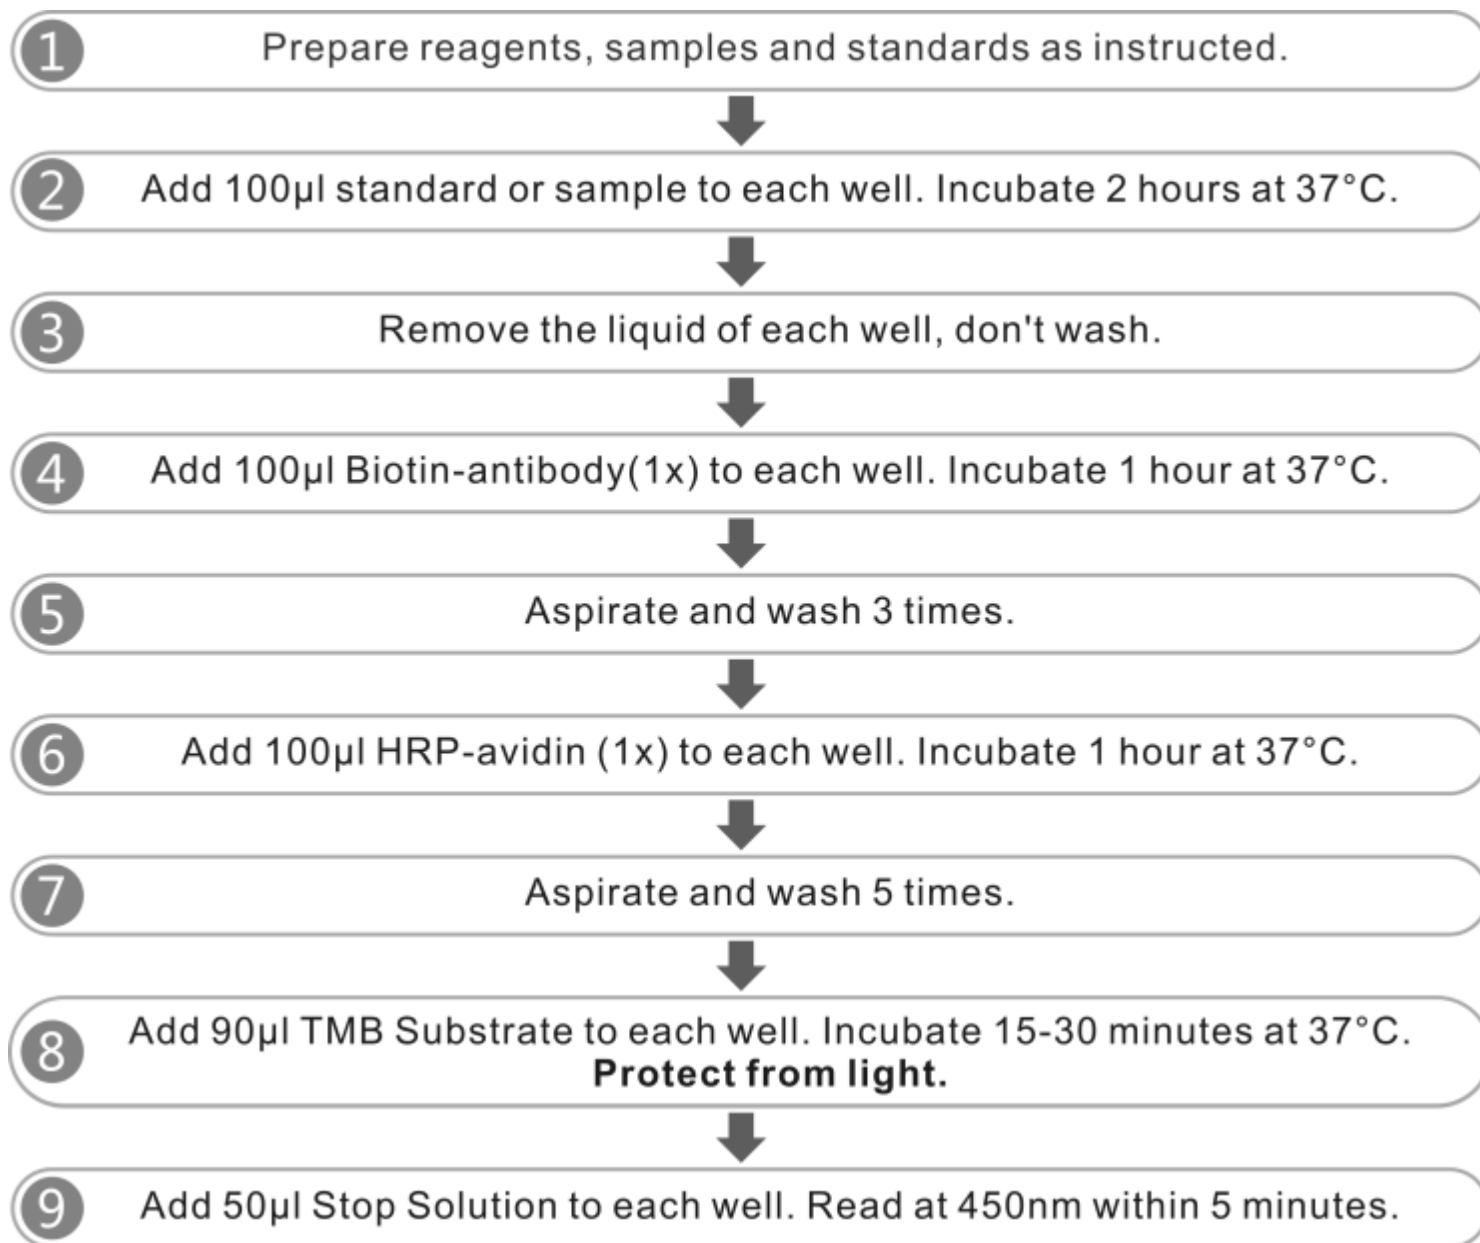 1 Prepare reagents, samples and standards as instructed.
2 Add 100µl standard or sample to each well. Incubate 2 hours at 37°C.
3 Remove the liquid of each well, don't wash.
4 Add 100µl Biotin-antibody(1x) to each well. Incubate 1 hour at 37°C.
5 Aspirate and wash 3 times.
6 Add 100µl HRP-avidin (1x) to each well. Incubate 1 hour at 37°C.
7 Aspirate and wash 5 times.
8 Add 90µl TMB Substrate to each well. Incubate 15-30 minutes at 37°C.
Protect from light.
9 Add 50µl Stop Solution to each well. Read at 450nm within 5 minutes.